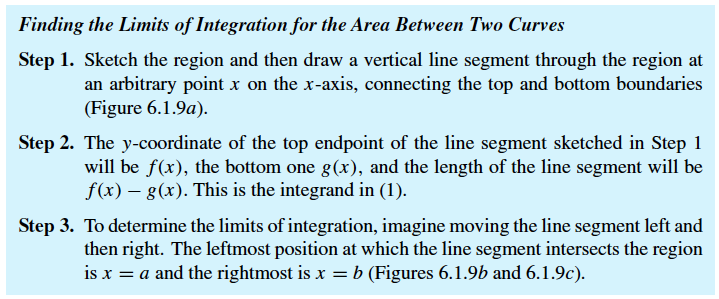 Finding the Limits of Integration for the Area Between Two Curves
Step 1. Sketch the region and then draw a vertical line segment through the region at
an arbitrary point x on the x-axis, connecting the top and bottom boundaries
(Figure 6.1.9a).
Step 2. The y-coordinate of the top endpoint of the line segment sketched in Step 1
will be f(x), the bottom one g(x), and the length of the line segment will be
f(x) − g(x). This is the integrand in (1).
Step 3. To determine the limits of integration, imagine moving the line segment left and
then right. The leftmost position at which the line segment intersects the region
is x = a and the rightmost is x = b (Figures 6.1.9b and 6.1.9c).